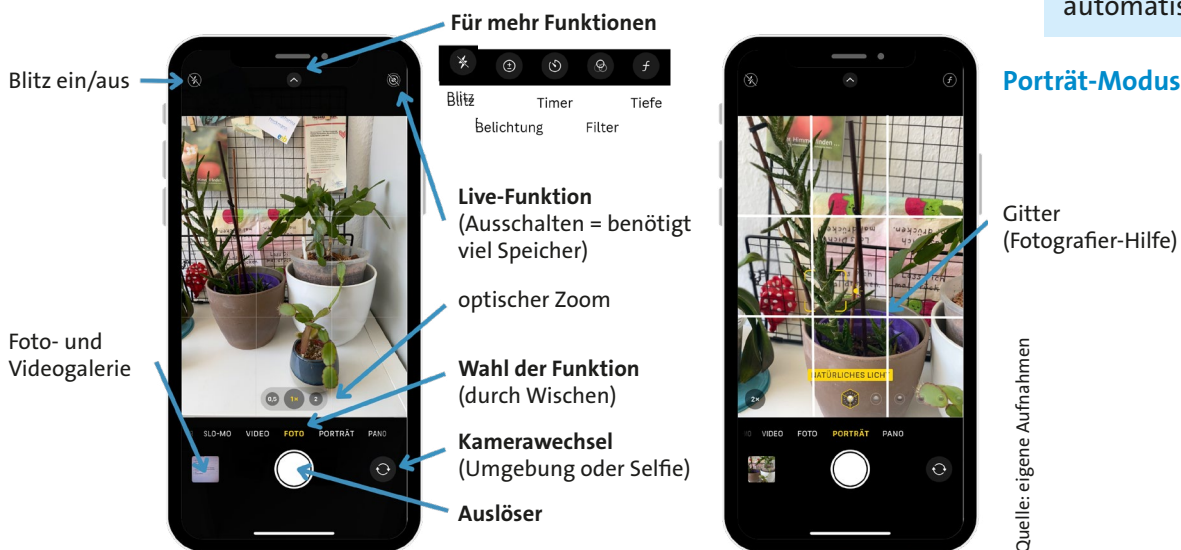 automatis
Für mehr Funktionen
Blitz ein/aus
Blitz
Timer
Tiefe
Belichtung
Filter
Porträt-Modus
Live-Funktion
(Ausschalten = benötigt
viel Speicher)
Gitter
(Fotografier-Hilfe)
optischer Zoom
Foto- und
Videogalerie
Wahl der Funktion
(durch Wischen)
Kamerawechsel
(Umgebung oder Selfie)
Auslöser
0,5 1× 2
SLO-MO VIDEO FOTO PORTRÄT PANO
NATÜRLICHES LICHT
2×
VIDEO FOTO PORTRÄT PANO
Quelle: eigene Aufnahmen